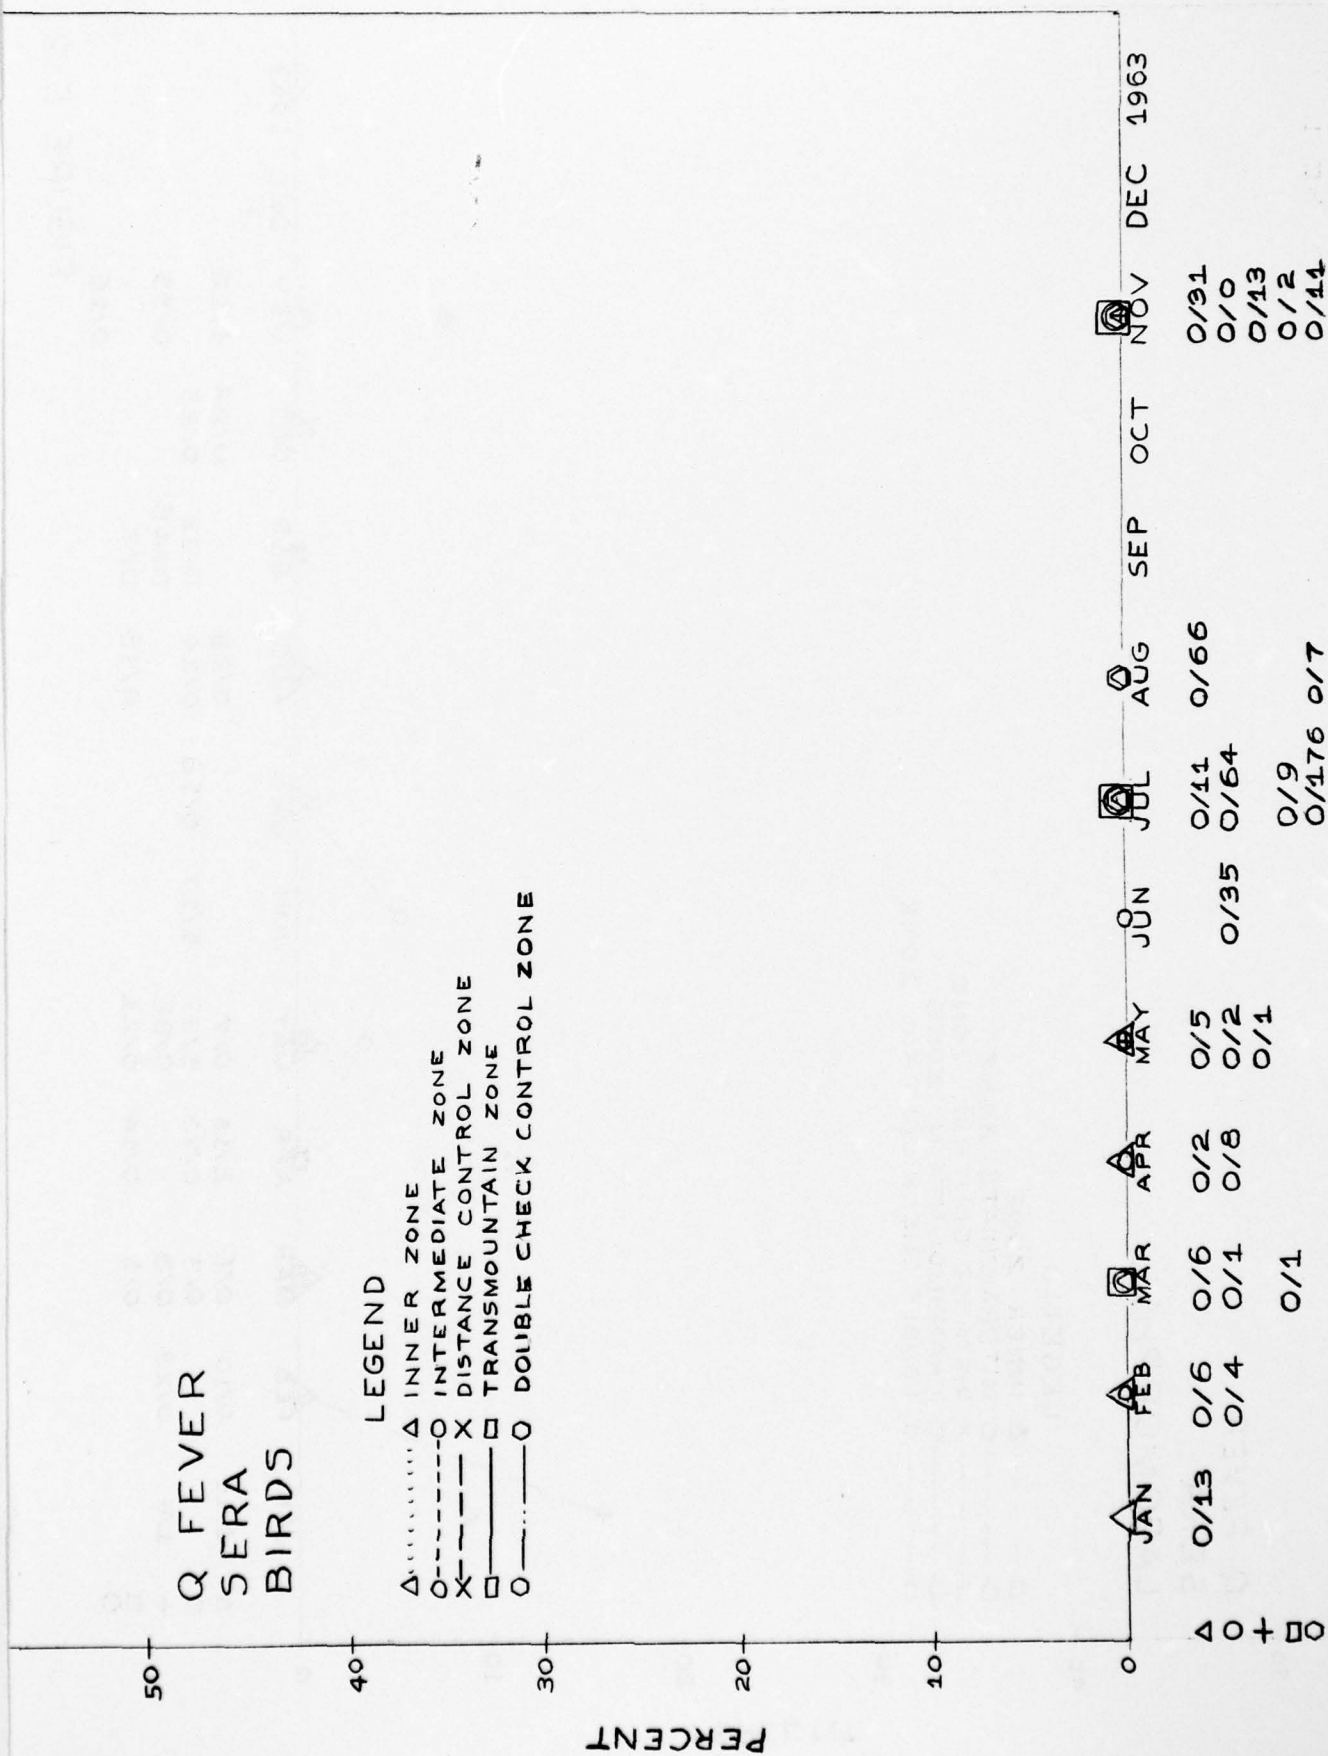 Q FEVER
SERA
BIRDS
LEGEND
Δ INNER ZONE
O INTERMEDIATE ZONE
X DISTANCE CONTROL ZONE
□ TRANSMOUNTAIN ZONE
⬡ DOUBLE CHECK CONTROL ZONE
PERCENT
50
40
30
20
10
0
JAN FEB MAR APR MAY JUN JUL AUG SEP OCT NOV DEC 1963
Δ 0/13 0/6 0/6 0/2 0/5 0/11 0/66 0/31
O 0/4 0/1 0/8 0/2 0/35 0/64 0/0
+ 0/1 0/13
□ 0/1 0/9 0/2
⬡ 0/176 0/7 0/11